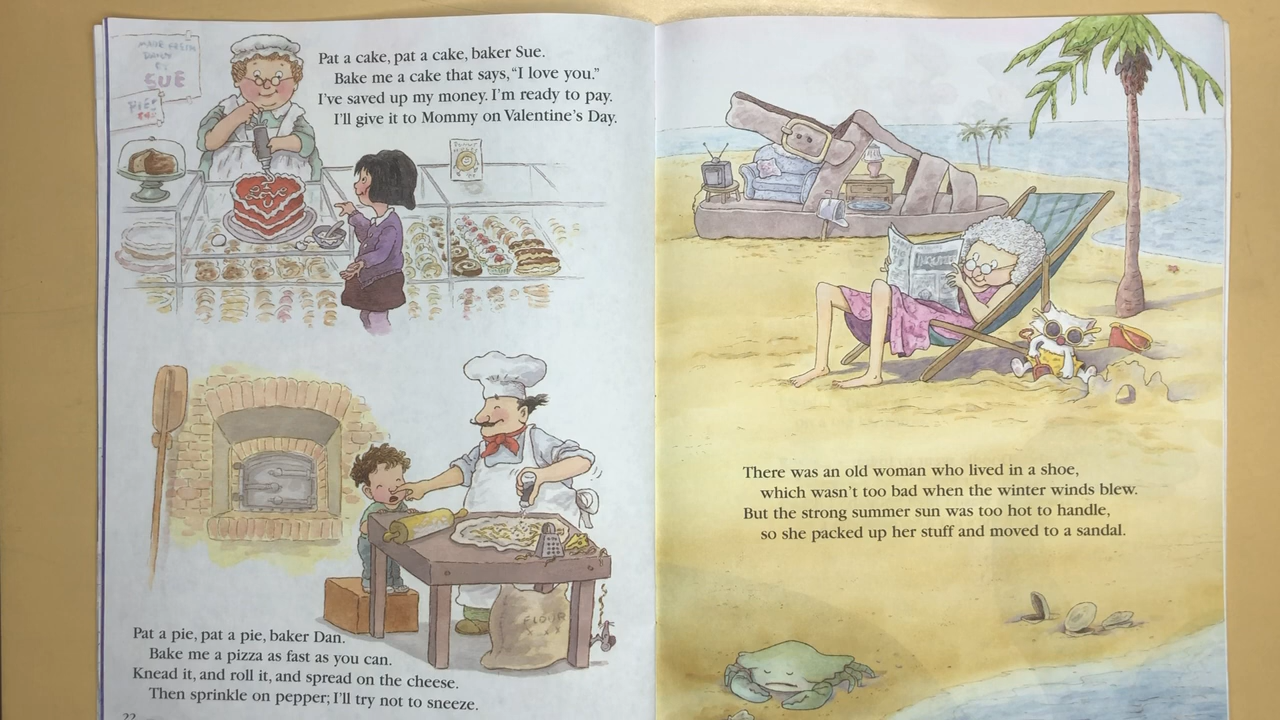 SUE
PIES
Pat a cake, pat a cake, baker Sue.
Bake me a cake that says, “I love you.”
I’ve saved up my money. I’m ready to pay.
I’ll give it to Mommy on Valentine’s Day.
FLOUR
Pat a pie, pat a pie, baker Dan.
Bake me a pizza as fast as you can.
Knead it, and roll it, and spread on the cheese.
Then sprinkle on pepper; I’ll try not to sneeze.
22
There was an old woman who lived in a shoe,
which wasn’t too bad when the winter winds blew.
But the strong summer sun was too hot to handle,
so she packed up her stuff and moved to a sandal.